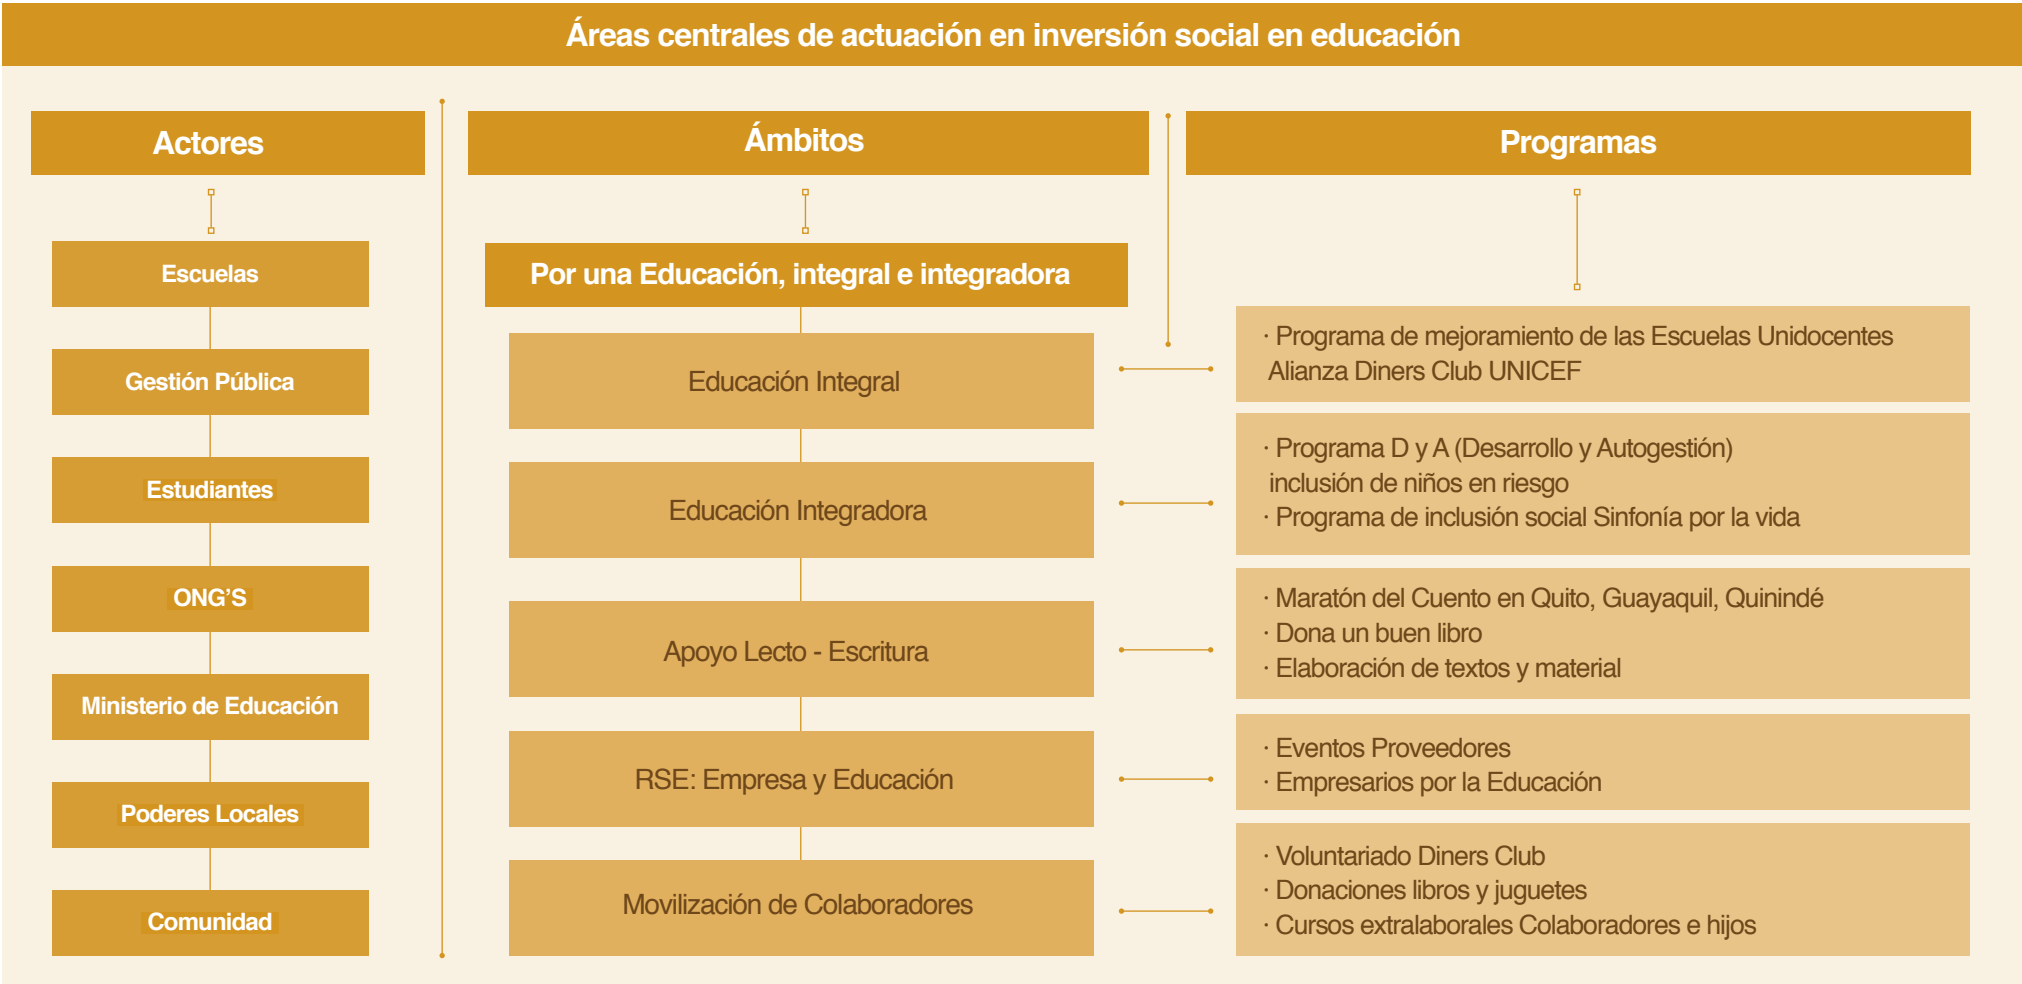 Áreas centrales de actuación en inversión social en educación
Actores
Escuelas
Gestión Pública
Estudiantes
ONG’S
Ministerio de Educación
Poderes Locales
Comunidad
Ámbitos
Por una Educación, integral e integradora
Educación Integral
Educación Integradora
Apoyo Lecto - Escritura
RSE: Empresa y Educación
Movilización de Colaboradores
Programas
· Programa de mejoramiento de las Escuelas Unidocentes
Alianza Diners Club UNICEF
· Programa D y A (Desarrollo y Autogestión)
inclusión de niños en riesgo
· Programa de inclusión social Sinfonía por la vida
· Maratón del Cuento en Quito, Guayaquil, Quinindé
· Dona un buen libro
· Elaboración de textos y material
· Eventos Proveedores
· Empresarios por la Educación
· Voluntariado Diners Club
· Donaciones libros y juguetes
· Cursos extralaborales Colaboradores e hijos